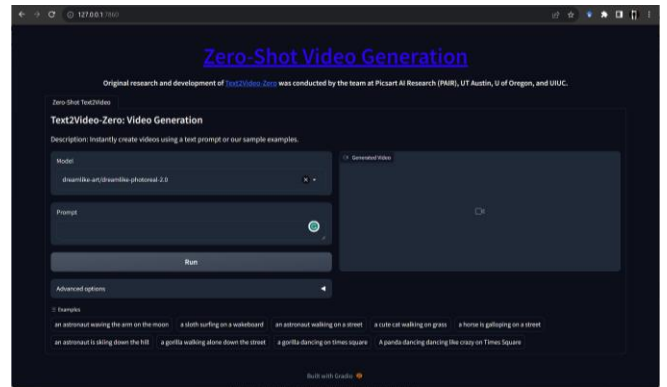 127.0.0.1:7860
Zero-Shot Video Generation
Original research and development of Text2Video-Zero was conducted by the team at Picsart AI Research (PAIR), UT Austin, U of Oregon, and UIUC.
Zero-Shot Text2Video
Text2Video-Zero: Video Generation
Description: Instantly create videos using a text prompt or our sample examples.
Model
Generated Video
dreamlike-art/dreamlike-photoreal-2.0
Prompt
Run
Advanced options
Examples
an astronaut waving the arm on the moon a sloth surfing on a wakeboard an astronaut walking on a street a cute cat walking on grass a horse is galloping on a street
an astronaut is skiing down the hill a gorilla walking alone down the street a gorilla dancing on times square A panda dancing dancing like crazy on Times Square
Built with Gradio